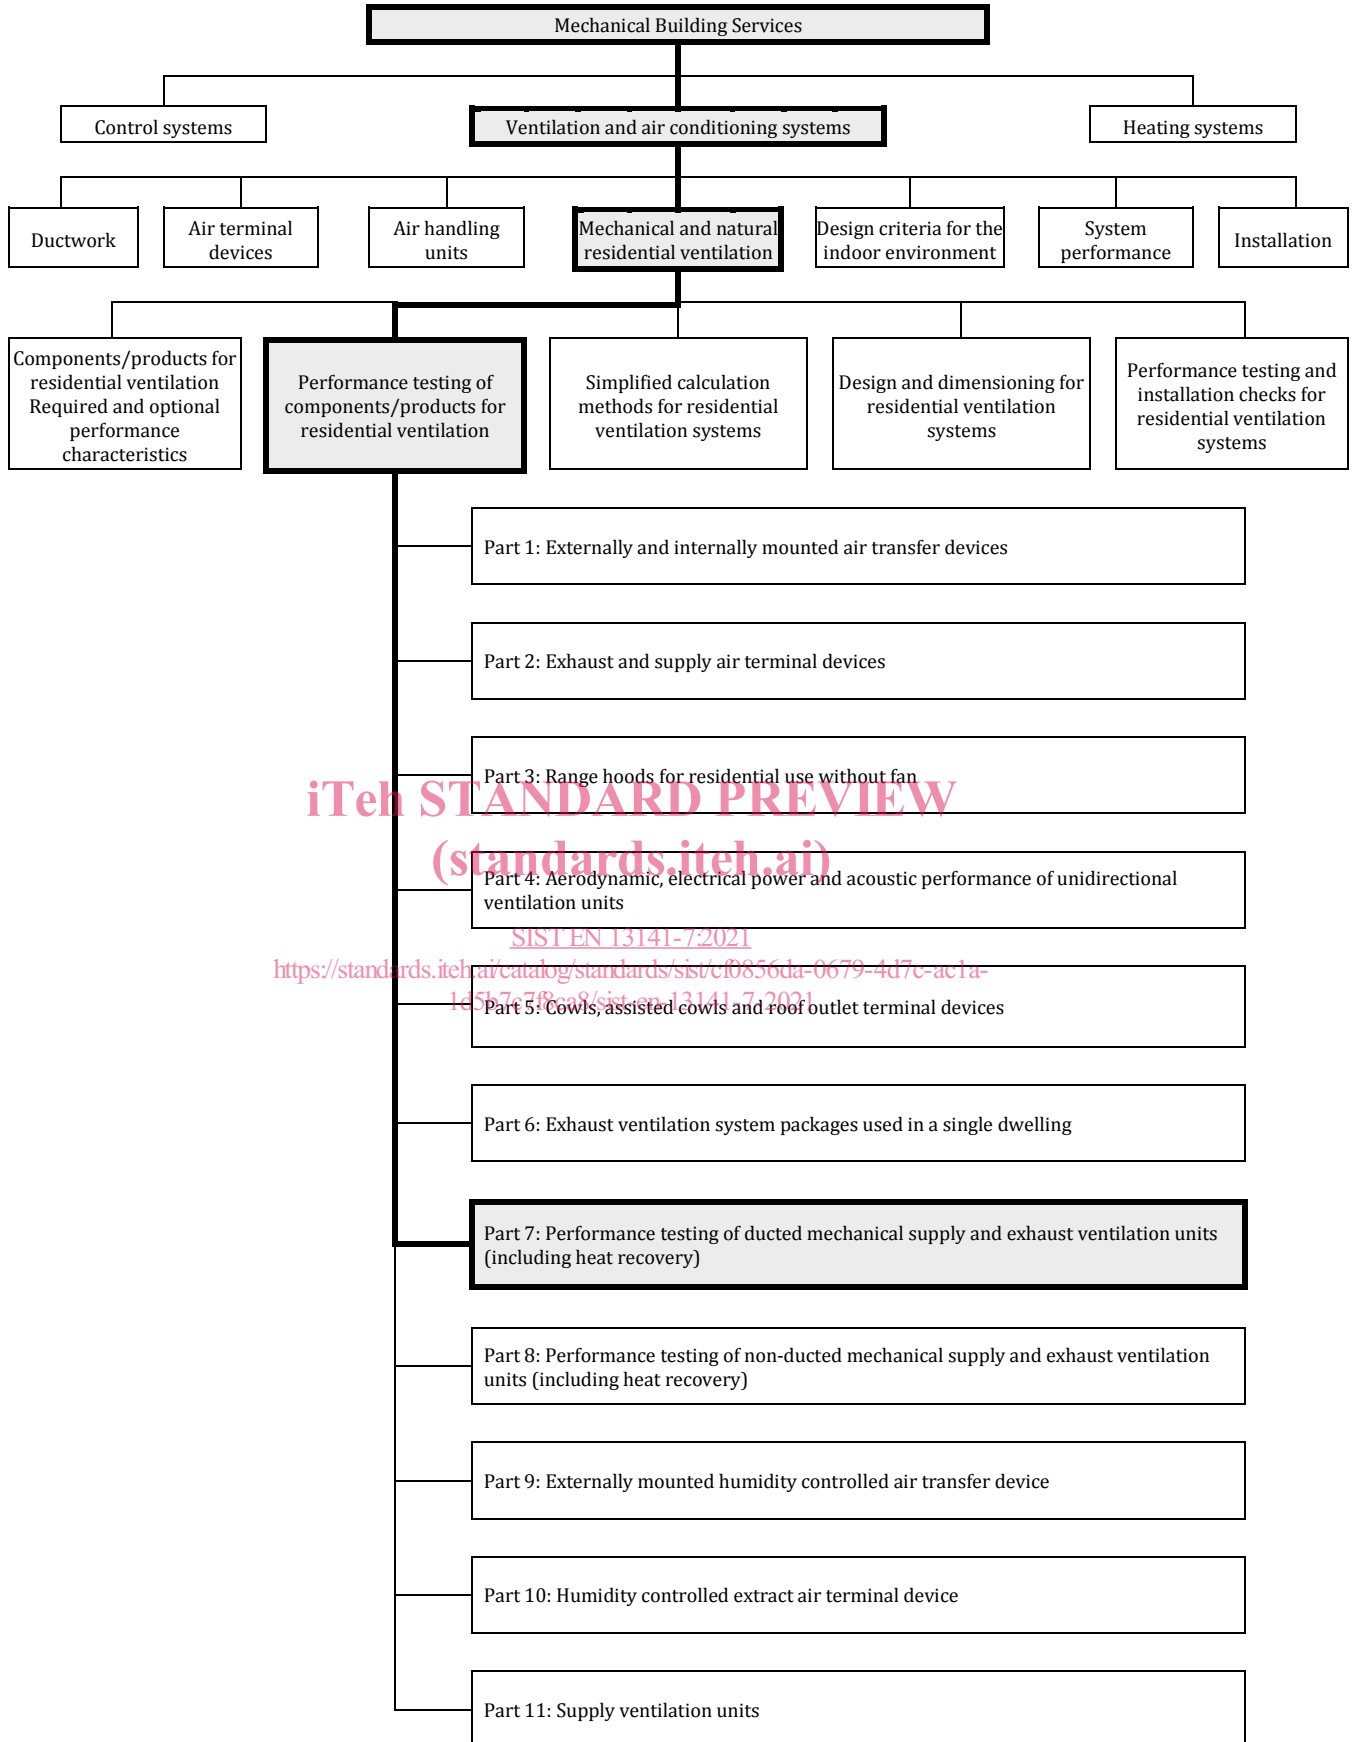 Mechanical Building Services
Control systems
Ventilation and air conditioning systems
Heating systems
Ductwork
Air terminal
devices
Air handling
units
Mechanical and natural
residential ventilation
Design criteria for the
indoor environment
System
performance
Installation
Components/products for
residential ventilation
Required and optional
performance
characteristics
Performance testing of
components/products for
residential ventilation
Simplified calculation
methods for residential
ventilation systems
Design and dimensioning for
residential ventilation
systems
Performance testing and
installation checks for
residential ventilation
systems
Part 1: Externally and internally mounted air transfer devices
Part 2: Exhaust and supply air terminal devices
Part 3: Range hoods for residential use without fan
iTeh STANDARD PREVIEW
(standards.iteh.ai)
Part 4: Aerodynamic, electrical power and acoustic performance of unidirectional
ventilation units
SIST EN 13141-7:2021
https://standards.iteh.ai/catalog/standards/sist/cf0856da-0679-4d7c-ac1a-
1d5b7c7f8ca8/sist-en-13141-7-2021
Part 5: Cowls, assisted cowls and roof outlet terminal devices
Part 6: Exhaust ventilation system packages used in a single dwelling
Part 7: Performance testing of ducted mechanical supply and exhaust ventilation units
(including heat recovery)
Part 8: Performance testing of non-ducted mechanical supply and exhaust ventilation
units (including heat recovery)
Part 9: Externally mounted humidity controlled air transfer device
Part 10: Humidity controlled extract air terminal device
Part 11: Supply ventilation units